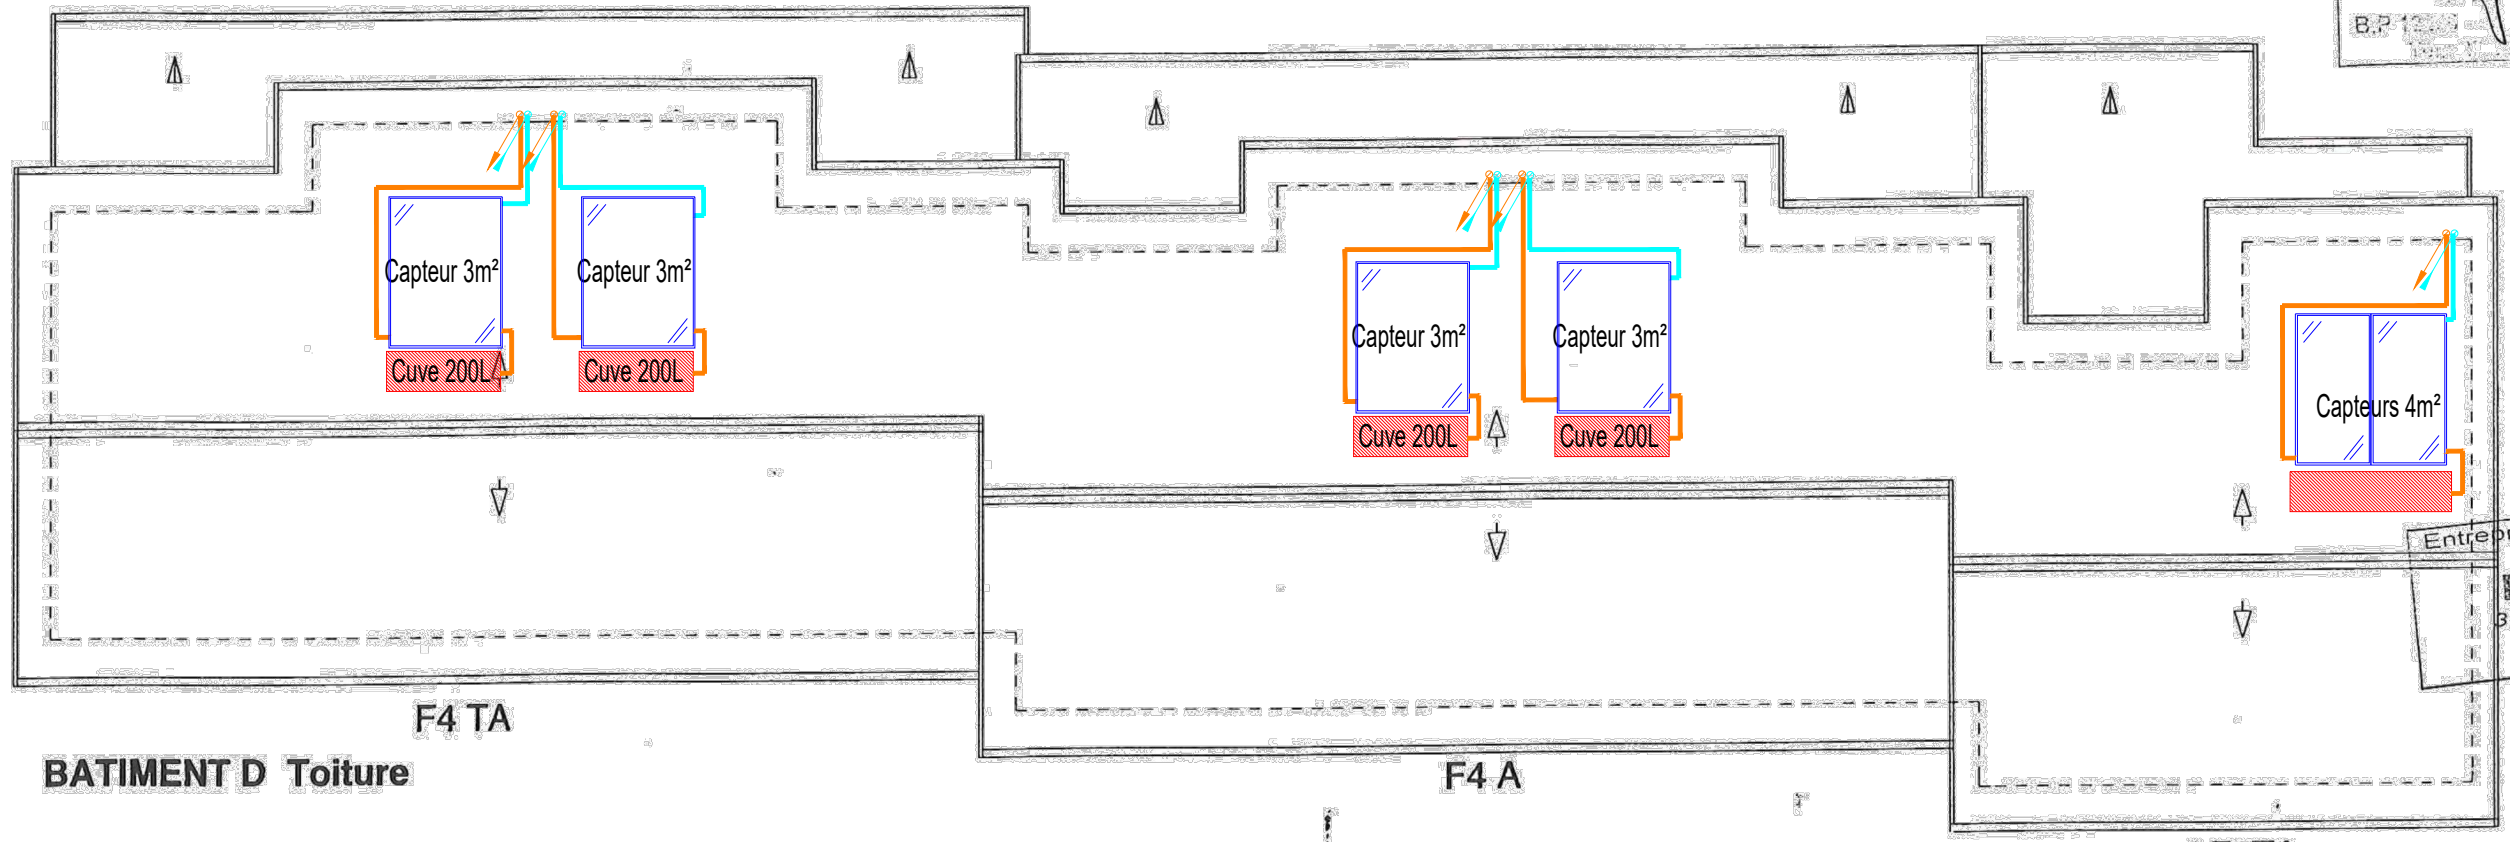 B.P
Capteur 3m²
Capteur 3m²
Cuve 200L
Cuve 200L
Capteur 3m²
Capteur 3m²
Cuve 200L
Cuve 200L
Capteurs 4m²
F4 TA
BATIMENT D Toiture
F4 A